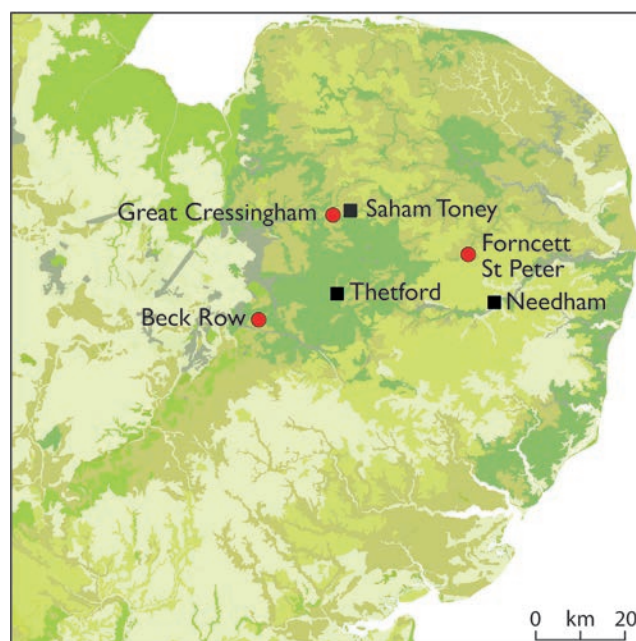 Great Cressingham
Saham Toney
Forncett
St Peter
Thetford
Needham
Beck Row
0 km 20